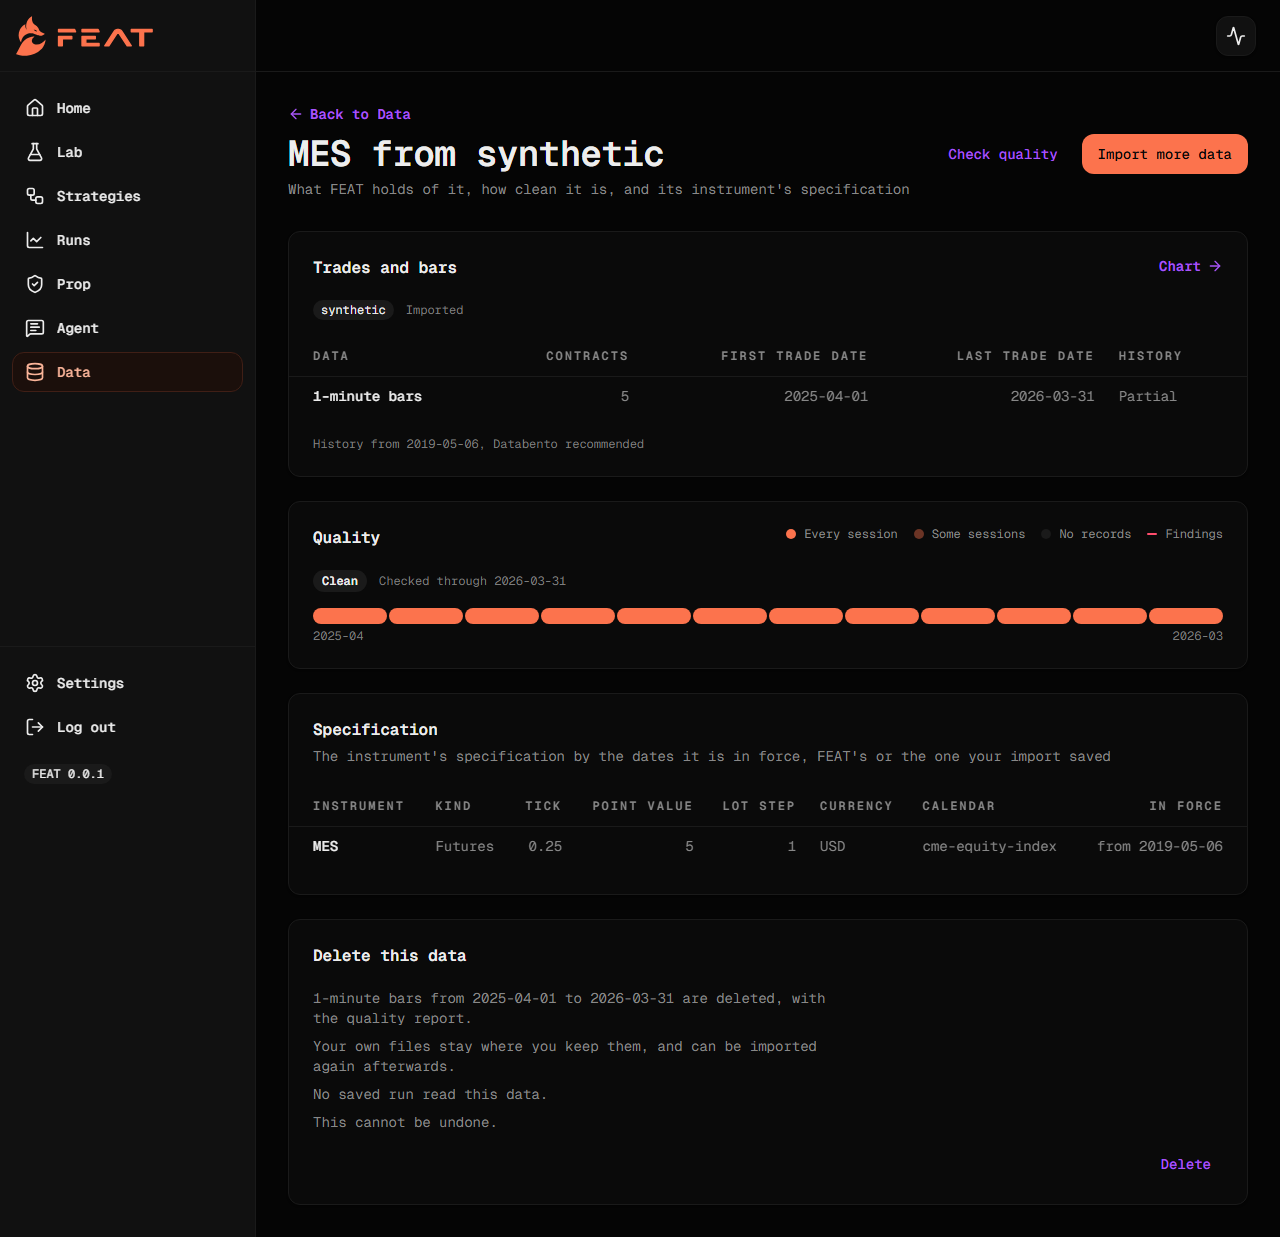 FEAT
Home
Lab
Strategies
Runs
Prop
Agent
Data
Settings
Log out
FEAT 0.0.1
← Back to Data
MES from synthetic
What FEAT holds of it, how clean it is, and its instrument's specification
Check quality
Import more data
Trades and bars
Chart →
synthetic Imported
DATA CONTRACTS FIRST TRADE DATE LAST TRADE DATE HISTORY
1-minute bars 5 2025-04-01 2026-03-31 Partial
History from 2019-05-06, Databento recommended
Quality
Every session Some sessions No records Findings
Clean Checked through 2026-03-31
2025-04 2026-03
Specification
The instrument's specification by the dates it is in force, FEAT's or the one your import saved
INSTRUMENT KIND TICK POINT VALUE LOT STEP CURRENCY CALENDAR IN FORCE
MES Futures 0.25 5 1 USD cme-equity-index from 2019-05-06
Delete this data
1-minute bars from 2025-04-01 to 2026-03-31 are deleted, with
the quality report.
Your own files stay where you keep them, and can be imported
again afterwards.
No saved run read this data.
This cannot be undone.
Delete